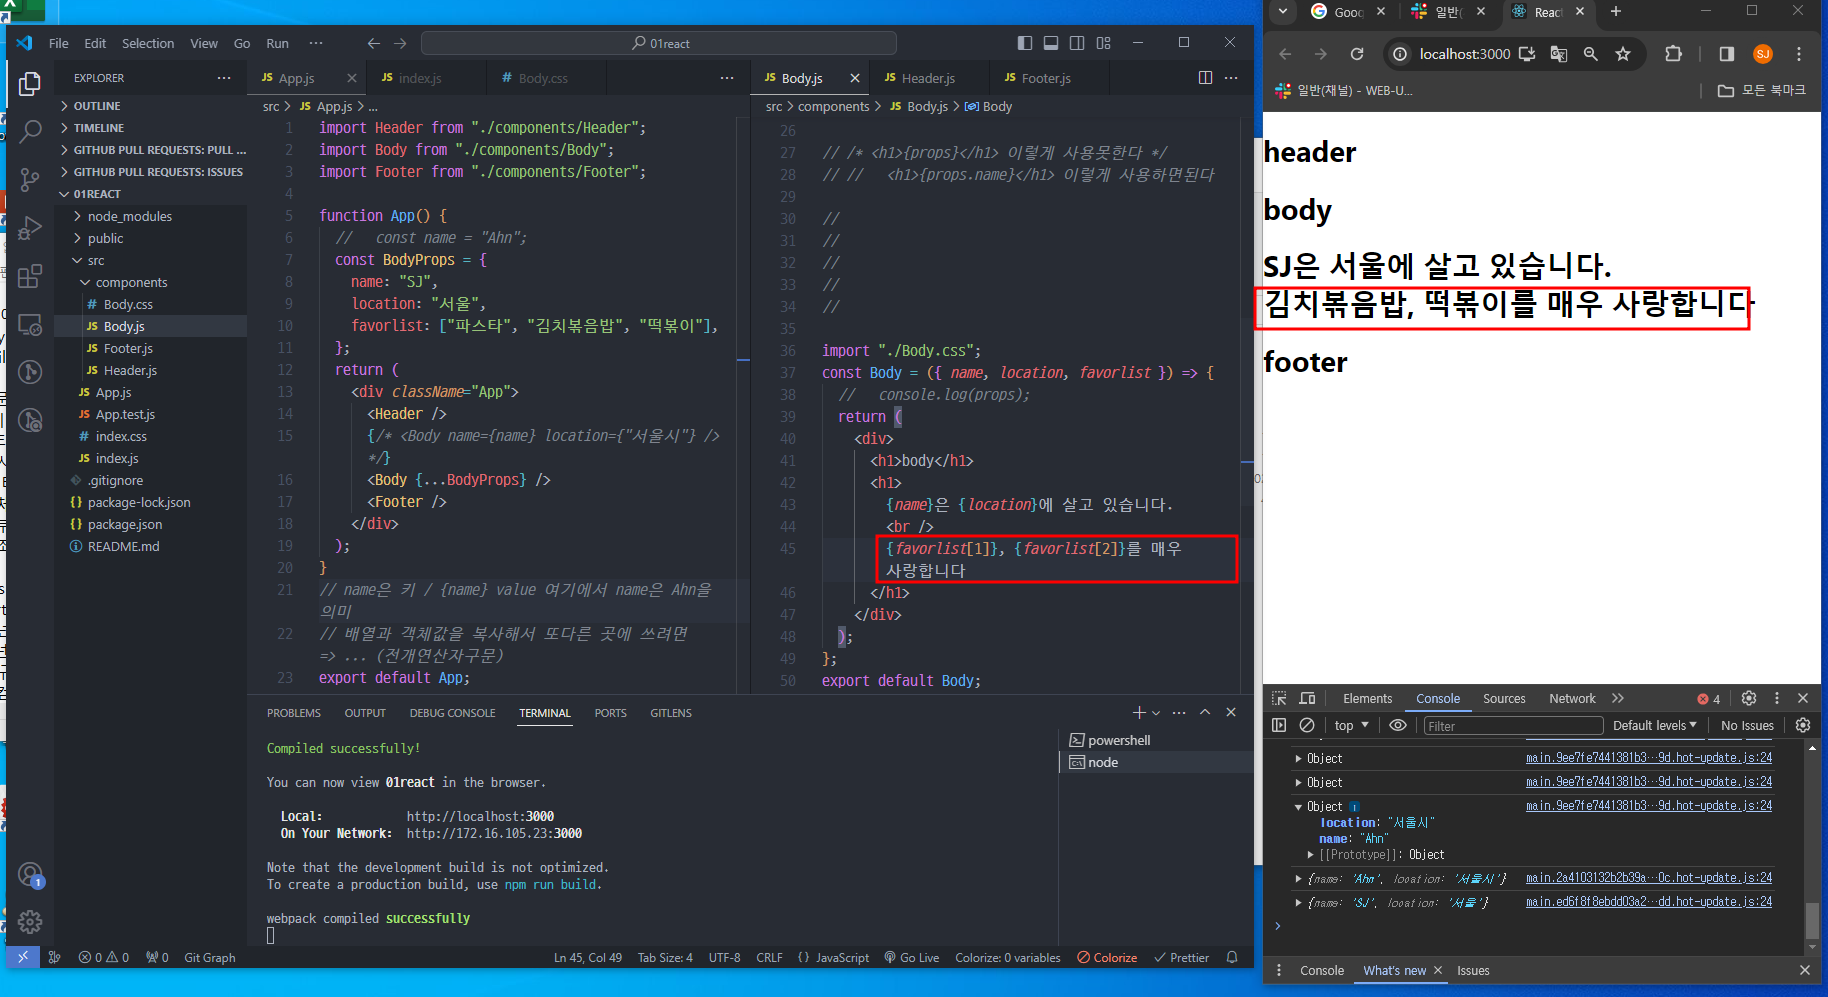 File Edit Selection View Go Run ··· 01react
EXPLORER ···
OUTLINE
TIMELINE
GITHUB PULL REQUESTS: PULL ...
GITHUB PULL REQUESTS: ISSUES
01REACT
node_modules
public
src
components
# Body.css
JS Body.js
JS Footer.js
JS Header.js
JS App.js
JS App.test.js
# index.css
JS index.js
.gitignore
{} package-lock.json
{} package.json
README.md
1
JS App.js JS index.js # Body.css ···
src > JS App.js > ...
1 import Header from "./components/Header";
2 import Body from "./components/Body";
3 import Footer from "./components/Footer";
4
5 function App() {
6 //   const name = "Ahn";
7 const BodyProps = {
8 name: "SJ",
9 location: "서울",
10 favorlist: ["파스타", "김치볶음밥", "떡볶이"],
11 };
12 return (
13 <div className="App">
14 <Header />
15 {/* <Body name={name} location={"서울시"} />
*/}
16 <Body {...BodyProps} />
17 <Footer />
18 </div>
19 );
20 }
21 // name은 키 / {name} value 여기에서 name은 Ahn을
의미
22 // 배열과 객체값을 복사해서 또다른 곳에 쓰려면
=> ... (전개연산자구문)
23 export default App;
JS Body.js JS Header.js JS Footer.js ···
src > components > JS Body.js > Body
26
27 // /* <h1>{props}</h1> 이렇게 사용못한다 */
28 // //   <h1>{props.name}</h1> 이렇게 사용하면된다
29
30 //
31 //
32 //
33 //
34 //
35
36 import "./Body.css";
37 const Body = ({ name, location, favorlist }) => {
38 //   console.log(props);
39 return (
40 <div>
41 <h1>body</h1>
42 <h1>
43 {name}은 {location}에 살고 있습니다.
44 <br />
45 {favorlist[1]}, {favorlist[2]}를 매우
사랑합니다
46 </h1>
47 </div>
48 );
49 };
50 export default Body;
PROBLEMS OUTPUT DEBUG CONSOLE TERMINAL PORTS GITLENS
Compiled successfully!
You can now view 01react in the browser.
Local: http://localhost:3000
On Your Network: http://172.16.105.23:3000
Note that the development build is not optimized.
To create a production build, use npm run build.
webpack compiled successfully
powershell
node
0 0 0 Git Graph Ln 45, Col 49 Tab Size: 4 UTF-8 CRLF {} JavaScript Go Live Colorize: 0 variables Colorize Prettier
Goog 일반( React
localhost:3000 SJ
일반(채널) - WEB-U... 모든 북마크
header
body
SJ은 서울에 살고 있습니다.
김치볶음밥, 떡볶이를 매우 사랑합니다
footer
Elements Console Sources Network 4
top Filter Default levels No Issues
Object main.9ee7fe7441381b3…9d.hot-update.js:24
Object main.9ee7fe7441381b3…9d.hot-update.js:24
Object i main.9ee7fe7441381b3…9d.hot-update.js:24
location: "서울시"
name: "Ahn"
[[Prototype]]: Object
{name: 'Ahn', location: '서울시'} main.2a4103132b2b39a…0c.hot-update.js:24
{name: 'SJ', location: '서울'} main.ed6f8f8ebdd03a2…dd.hot-update.js:24
Console What's new Issues